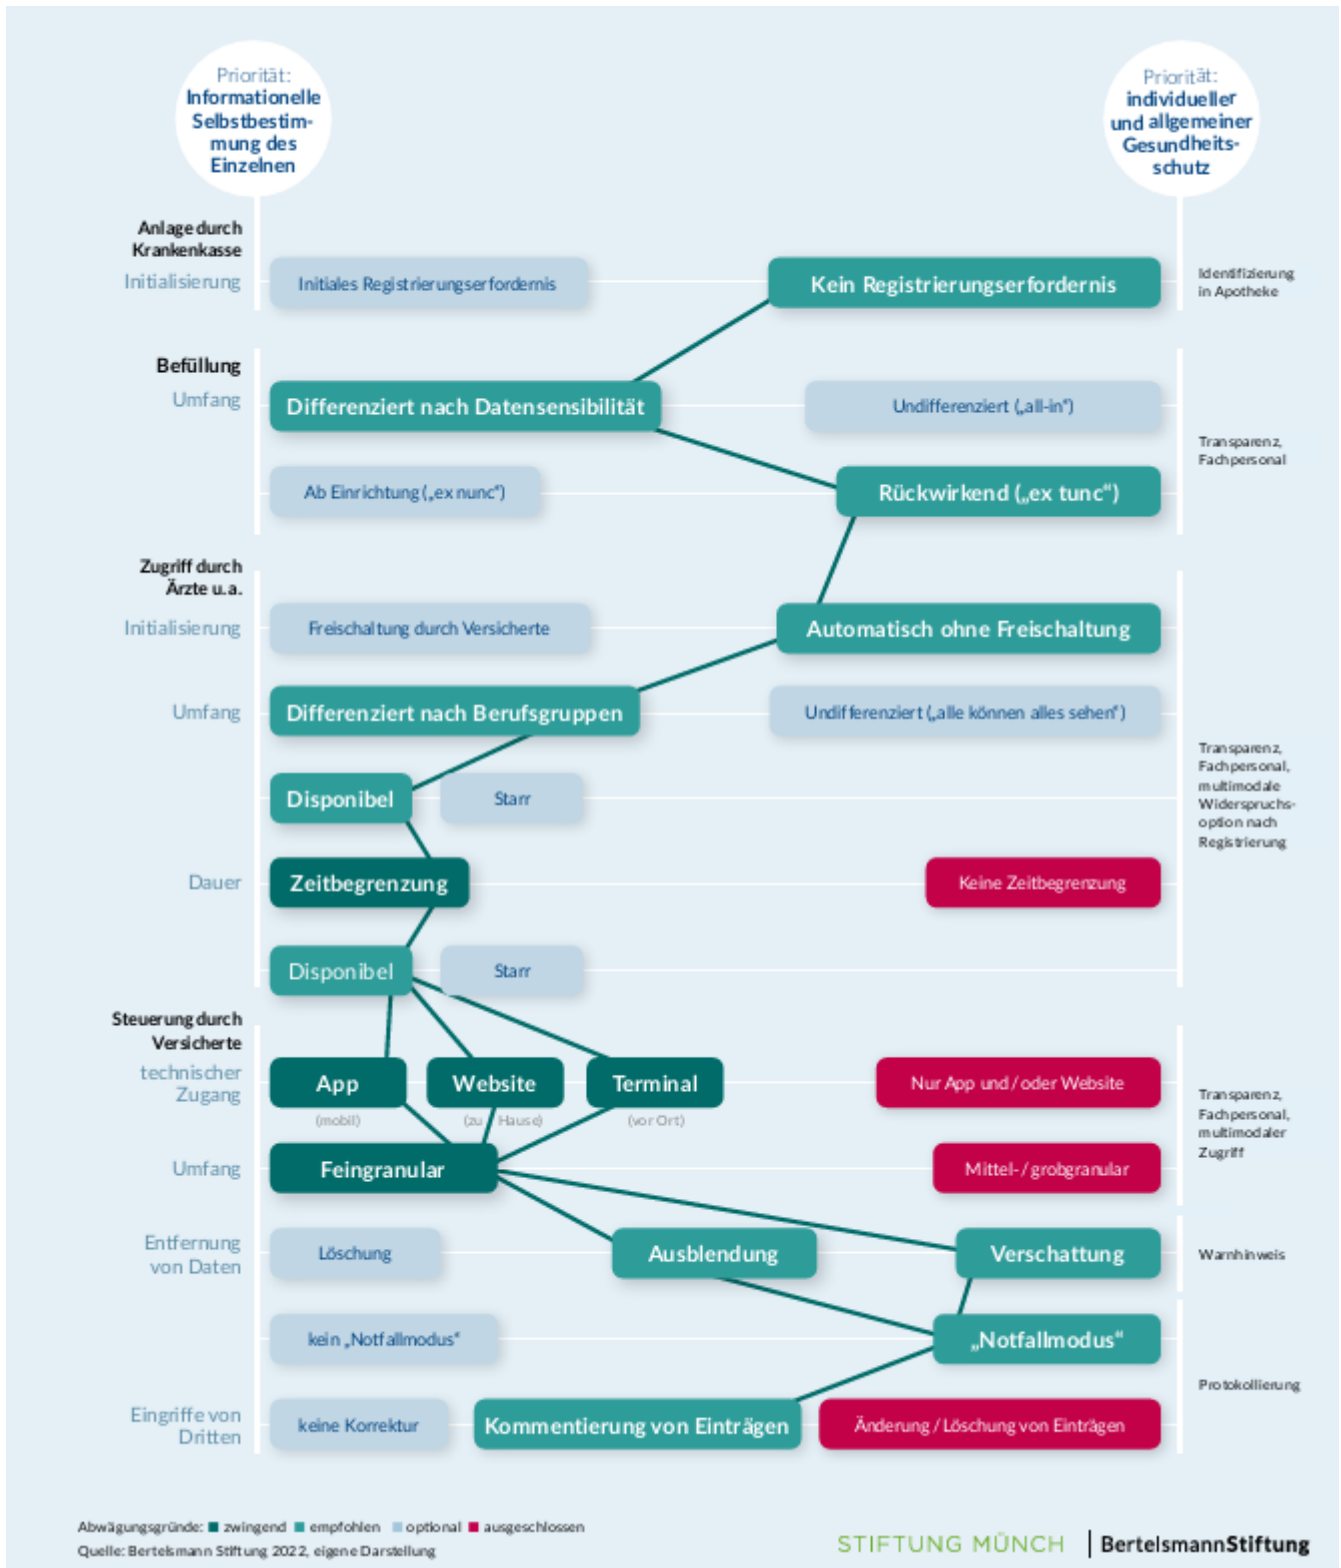 Priorität:
Informationelle
Selbstbestim-
mung des
Einzelnen
Priorität:
individueller
und allgemeiner
Gesundheits-
schutz
Anlage durch
Krankenkasse
Initialisierung
Initiales Registrierungserfordernis
Kein Registrierungserfordernis
Identifizierung
in Apotheke
Befüllung
Umfang
Differenziert nach Datensensibilität
Undifferenziert („all-in“)
Transparenz,
Fachpersonal
Ab Einrichtung („ex nunc“)
Rückwirkend („ex tunc“)
Zugriff durch
Ärzte u. a.
Initialisierung
Freischaltung durch Versicherte
Automatisch ohne Freischaltung
Umfang
Differenziert nach Berufsgruppen
Undifferenziert („alle können alles sehen“)
Transparenz,
Fachpersonal,
multimodale
Widerspruchs-
option nach
Registrierung
Disponibel
Starr
Dauer
Zeitbegrenzung
Keine Zeitbegrenzung
Disponibel
Starr
Steuerung durch
Versicherte
technischer
Zugang
App
(mobil)
Website
(zu Hause)
Terminal
(vor Ort)
Nur App und / oder Website
Transparenz,
Fachpersonal,
multimodaler
Zugriff
Umfang
Feingranular
Mittel- / grobgranular
Entfernung
von Daten
Löschung
Ausblendung
Verschattung
Warnhinweis
kein „Notfallmodus“
„Notfallmodus“
Protokollierung
Eingriffe von
Dritten
keine Korrektur
Kommentierung von Einträgen
Änderung / Löschung von Einträgen
Abwägungsgründe: zwingend empfohlen optional ausgeschlossen
Quelle: Bertelsmann Stiftung 2022, eigene Darstellung
STIFTUNG MÜNCH
BertelsmannStiftung